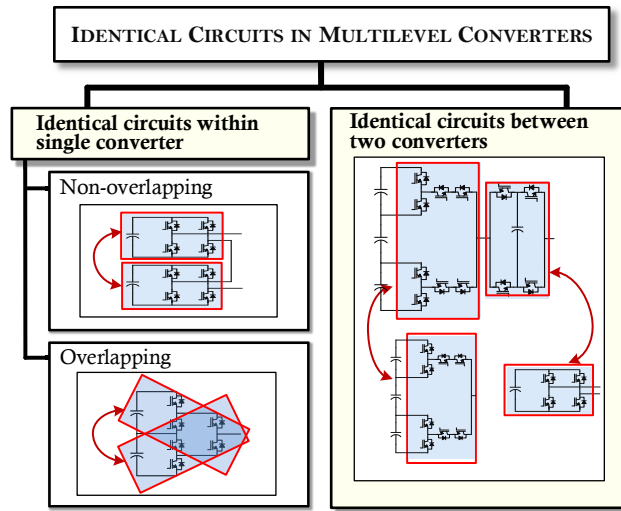 IDENTICAL CIRCUITS IN MULTILEVEL CONVERTERS
Identical circuits within
single converter
Non-overlapping
Overlapping
Identical circuits between
two converters